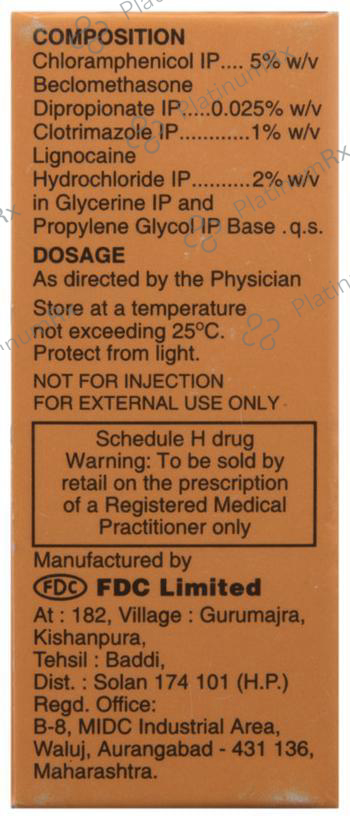 COMPOSITION
Chloramphenicol IP.... 5% w/v
Beclomethasone
Dipropionate IP.....0.025% w/v
Clotrimazole IP............1% w/v
Lignocaine
Hydrochloride IP..........2% w/v
in Glycerine IP and
Propylene Glycol IP Base .q.s.
DOSAGE
As directed by the Physician
Store at a temperature
not exceeding 25°C.
Protect from light.
NOT FOR INJECTION
FOR EXTERNAL USE ONLY
Schedule H drug
Warning: To be sold by
retail on the prescription
of a Registered Medical
Practitioner only
Manufactured by
FDC FDC Limited
At : 182, Village : Gurumajra,
Kishanpura,
Tehsil : Baddi,
Dist. : Solan 174 101 (H.P.)
Regd. Office:
B-8, MIDC Industrial Area,
Waluj, Aurangabad - 431 136,
Maharashtra.
PlatinumRx
PlatinumRx